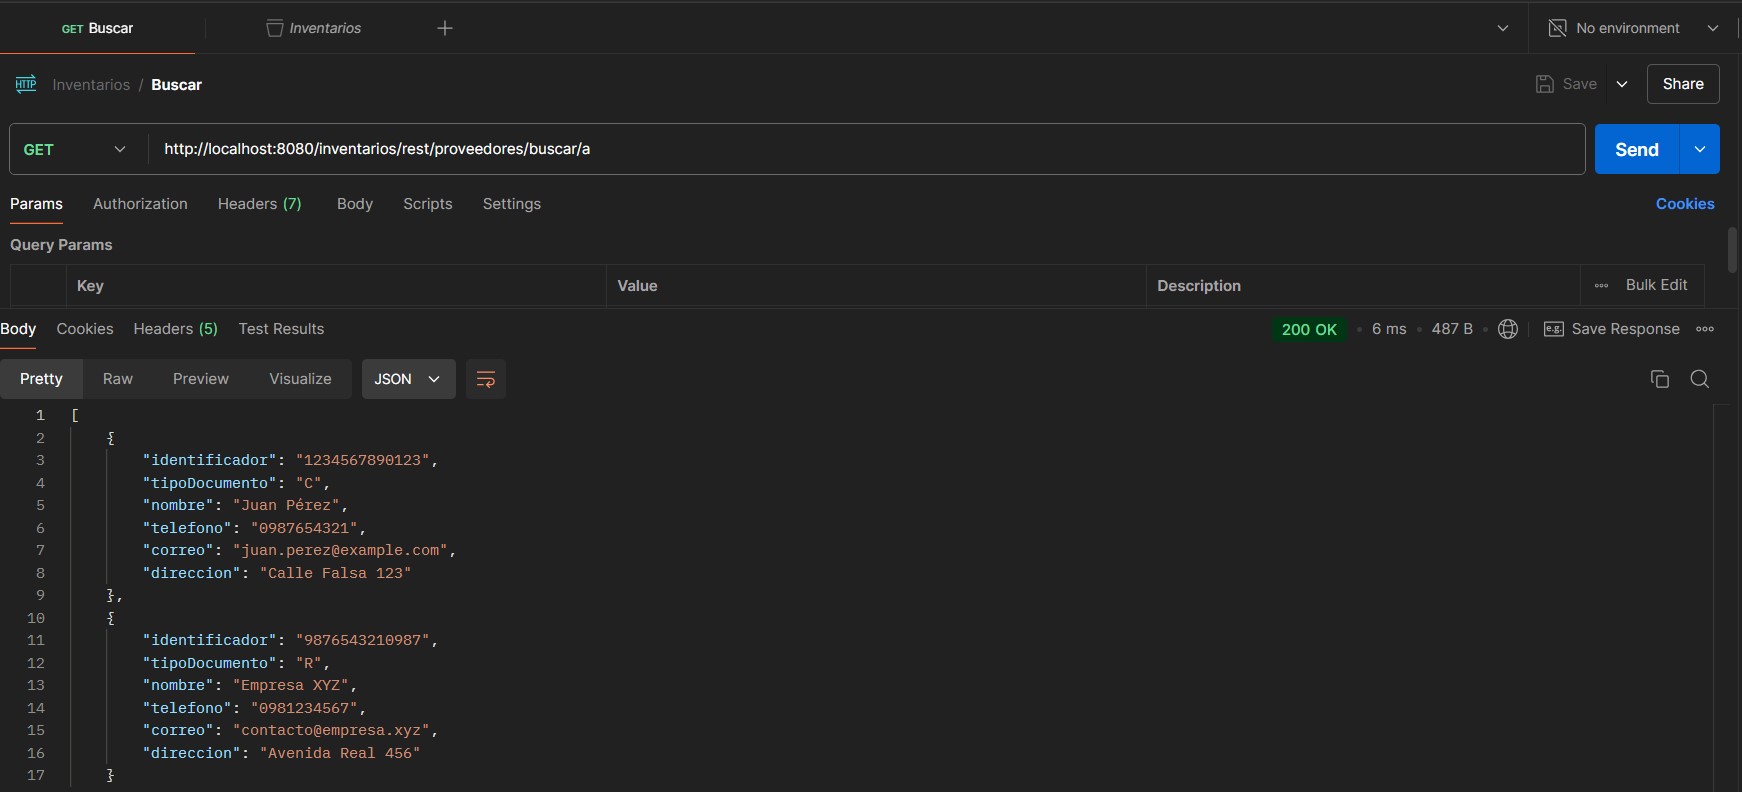 GET Buscar Inventarios No environment
HTTP Inventarios / Buscar Save Share
GET http://localhost:8080/inventarios/rest/proveedores/buscar/a Send
Params Authorization Headers (7) Body Scripts Settings Cookies
Query Params
Key Value Description Bulk Edit
Body Cookies Headers (5) Test Results 200 OK 6 ms 487 B e.g. Save Response
Pretty Raw Preview Visualize JSON
1 [
2 {
3 "identificador": "1234567890123",
4 "tipoDocumento": "C",
5 "nombre": "Juan Pérez",
6 "telefono": "0987654321",
7 "correo": "juan.perez@example.com",
8 "direccion": "Calle Falsa 123"
9 },
10 {
11 "identificador": "9876543210987",
12 "tipoDocumento": "R",
13 "nombre": "Empresa XYZ",
14 "telefono": "0981234567",
15 "correo": "contacto@empresa.xyz",
16 "direccion": "Avenida Real 456"
17 }